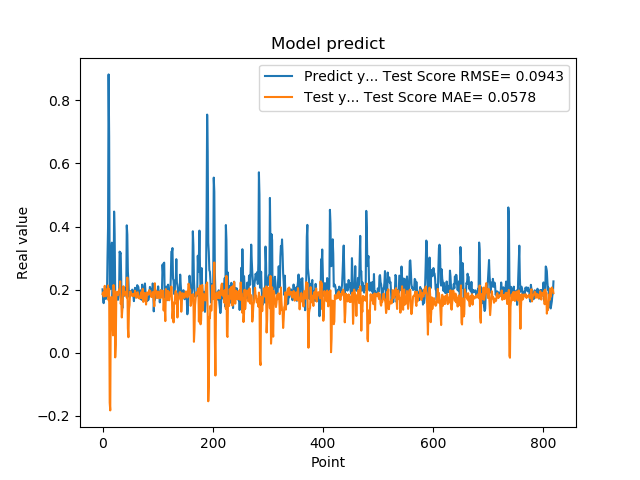 Model predict
Predict y... Test Score RMSE= 0.0943
Test y... Test Score MAE= 0.0578
Real value
0.8
0.6
0.4
0.2
0.0
−0.2
0 200 400 600 800
Point